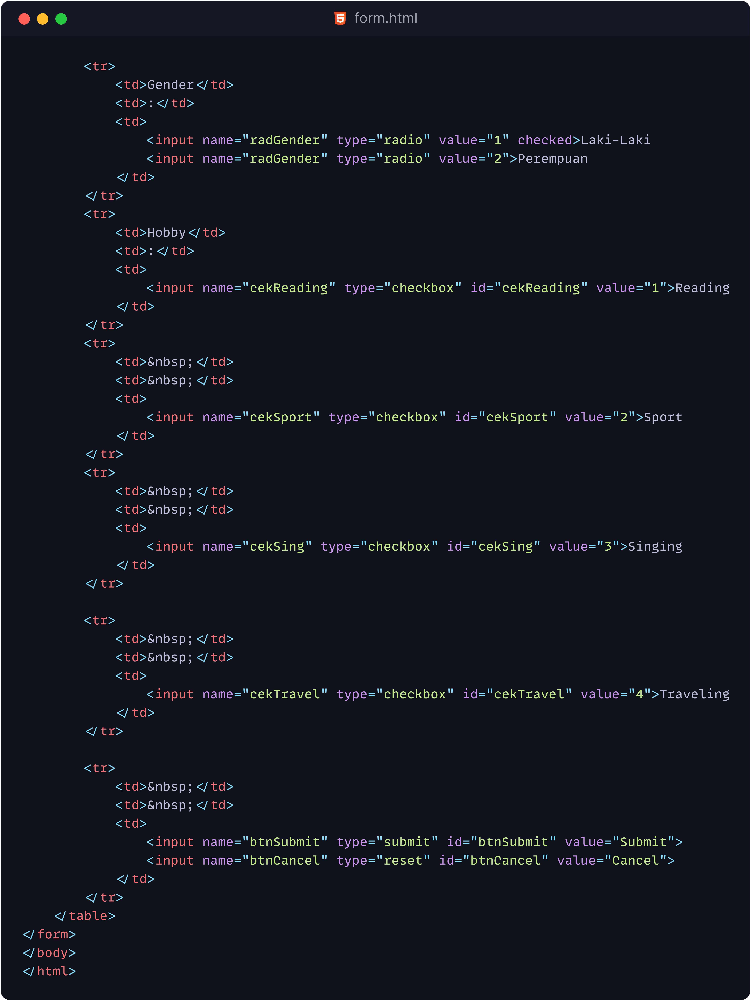 form.html
<tr>
<td>Gender</td>
<td>:</td>
<td>
<input name="radGender" type="radio" value="1" checked>Laki-Laki
<input name="radGender" type="radio" value="2">Perempuan
</td>
</tr>
<tr>
<td>Hobby</td>
<td>:</td>
<td>
<input name="cekReading" type="checkbox" id="cekReading" value="1">Reading
</td>
</tr>
<tr>
<td>&nbsp;</td>
<td>&nbsp;</td>
<td>
<input name="cekSport" type="checkbox" id="cekSport" value="2">Sport
</td>
</tr>
<tr>
<td>&nbsp;</td>
<td>&nbsp;</td>
<td>
<input name="cekSing" type="checkbox" id="cekSing" value="3">Singing
</td>
</tr>
<tr>
<td>&nbsp;</td>
<td>&nbsp;</td>
<td>
<input name="cekTravel" type="checkbox" id="cekTravel" value="4">Traveling
</td>
</tr>
<tr>
<td>&nbsp;</td>
<td>&nbsp;</td>
<td>
<input name="btnSubmit" type="submit" id="btnSubmit" value="Submit">
<input name="btnCancel" type="reset" id="btnCancel" value="Cancel">
</td>
</tr>
</table>
</form>
</body>
</html>